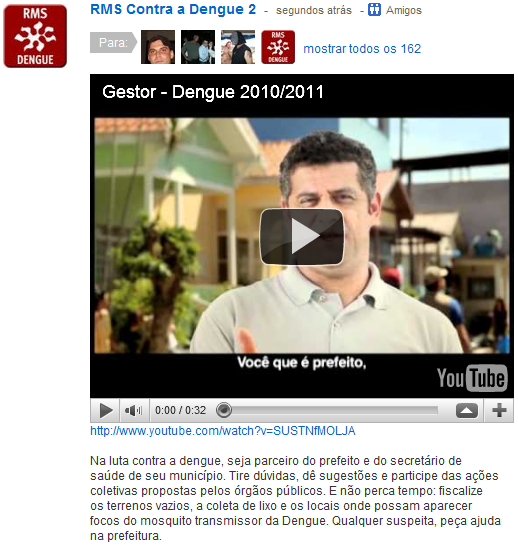 RMS
DENGUE
RMS Contra a Dengue 2 - segundos atrás - Amigos
Para:
RMS
DENGUE
mostrar todos os 162
Gestor - Dengue 2010/2011
Você que é prefeito,
YouTube
0:00 / 0:32
http://www.youtube.com/watch?v=SUSTNfMOLJA
Na luta contra a dengue, seja parceiro do prefeito e do secretário de
saúde de seu município. Tire dúvidas, dê sugestões e participe das ações
coletivas propostas pelos órgãos públicos. E não perca tempo: fiscalize
os terrenos vazios, a coleta de lixo e os locais onde possam aparecer
focos do mosquito transmissor da Dengue. Qualquer suspeita, peça ajuda
na prefeitura.